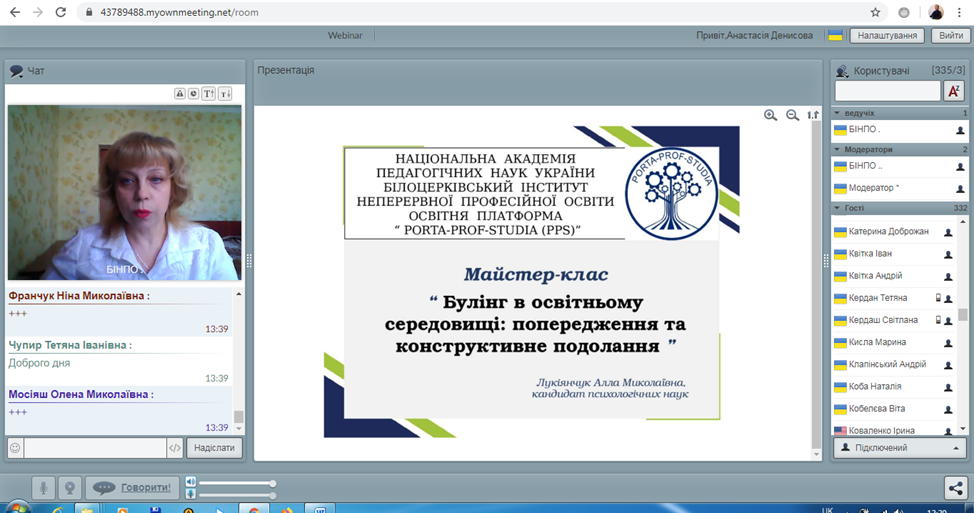 43789488.myownmeeting.net/room
Webinar
Привіт,Анастасія Денисова
Налаштування
Вийти
Чат
БІНПО .
Франчук Ніна Миколаївна :
+++
13:39
Чупир Тетяна Іванівна :
Доброго дня
13:39
Мосіяш Олена Миколаївна :
+++
13:39
Надіслати
Говорити!
Презентація
НАЦІОНАЛЬНА АКАДЕМІЯ
ПЕДАГОГІЧНИХ НАУК УКРАЇНИ
БІЛОЦЕРКІВСЬКИЙ ІНСТИТУТ
НЕПЕРЕРВНОЇ ПРОФЕСІЙНОЇ ОСВІТИ
ОСВІТНЯ ПЛАТФОРМА
“ PORTA-PROF-STUDIA (PPS)”
PORTA-PROF-STUDIA
Майстер-клас
“ Булінг в освітньому
середовищі: попередження та
конструктивне подолання ”
Лукіянчук Алла Миколаївна,
кандидат психологічних наук
Користувачі [335/3]
ведучіх 1
БІНПО .
Модератори 2
БІНПО ..
Модератор *
Гості 332
Катерина Доброжан
Квітка Іван
Квітка Андрій
Кердан Тетяна
Кердаш Світлана
Кисла Марина
Клапінський Андрій
Коба Наталія
Кобелєва Віта
Коваленко Ірина
Підключений
UK